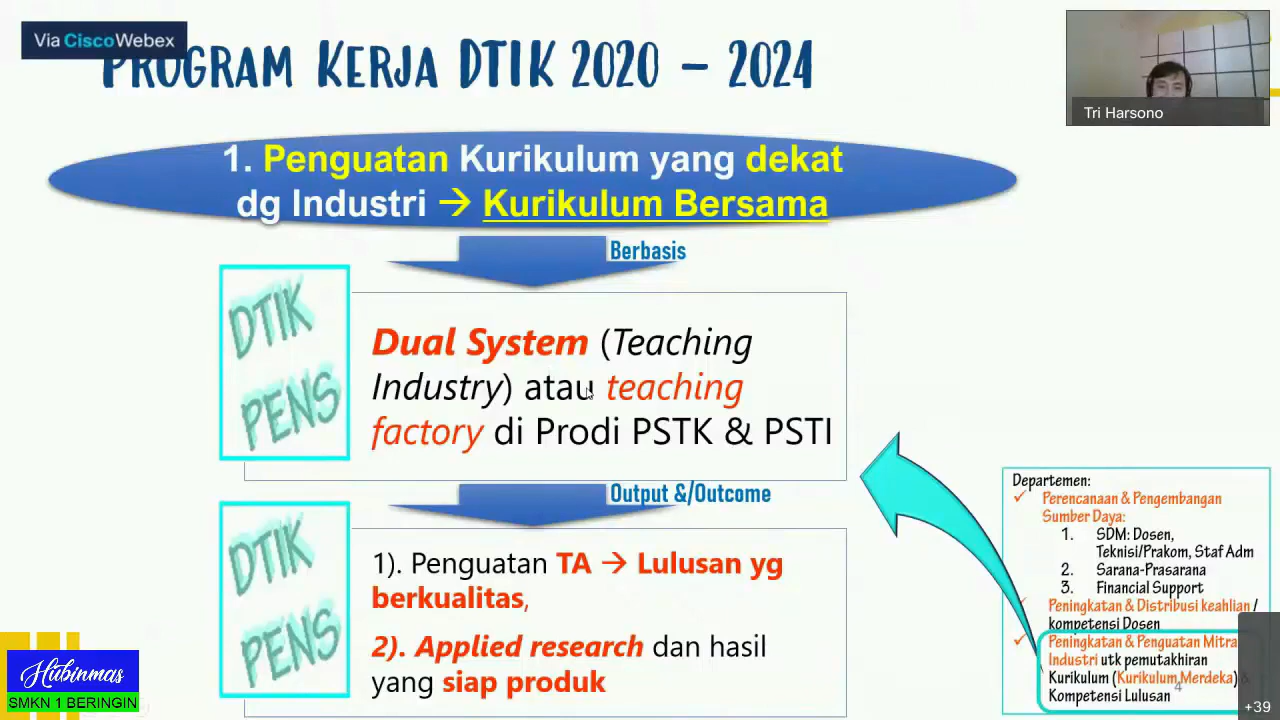 Via CiscoWebex
PROGRAM KERJA DTIK 2020 – 2024
Tri Harsono
1. Penguatan Kurikulum yang dekat
dg Industri → Kurikulum Bersama
Berbasis
DTIK
PENS
Dual System (Teaching
Industry) atau teaching
factory di Prodi PSTK & PSTI
Output &/Outcome
DTIK
PENS
1). Penguatan TA → Lulusan yg
berkualitas,
2). Applied research dan hasil
yang siap produk
Departemen:
✓ Perencanaan & Pengembangan
Sumber Daya:
1. SDM: Dosen,
Teknisi/Prakom, Staf Adm
2. Sarana-Prasarana
3. Financial Support
Peningkatan & Distribusi keahlian /
kompetensi Dosen
✓ Peningkatan & Penguatan Mitra
Industri utk pemutakhiran
Kurikulum (Kurikulum Merdeka)
Kompetensi Lulusan
4
+39
Hubinmas
SMKN 1 BERINGIN